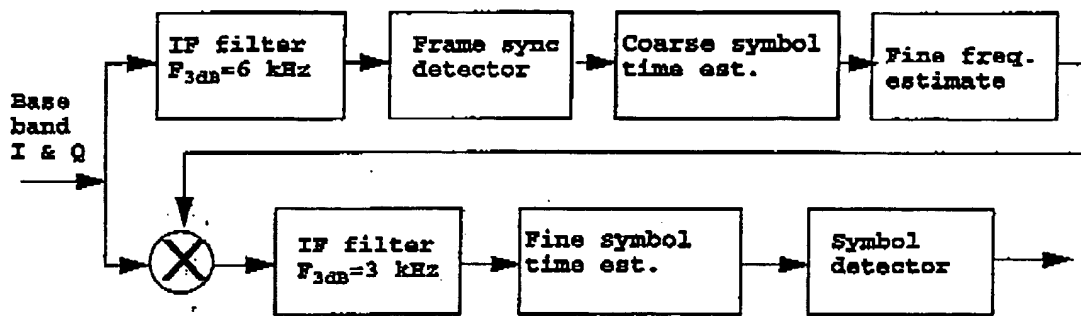 IF filter
F3dB=6 kHz
Frame sync
detector
Coarse symbol
time est.
Fine freq.
estimate
Base
band
I & Q
IF filter
F3dB=3 kHz
Fine symbol
time est.
Symbol
detector